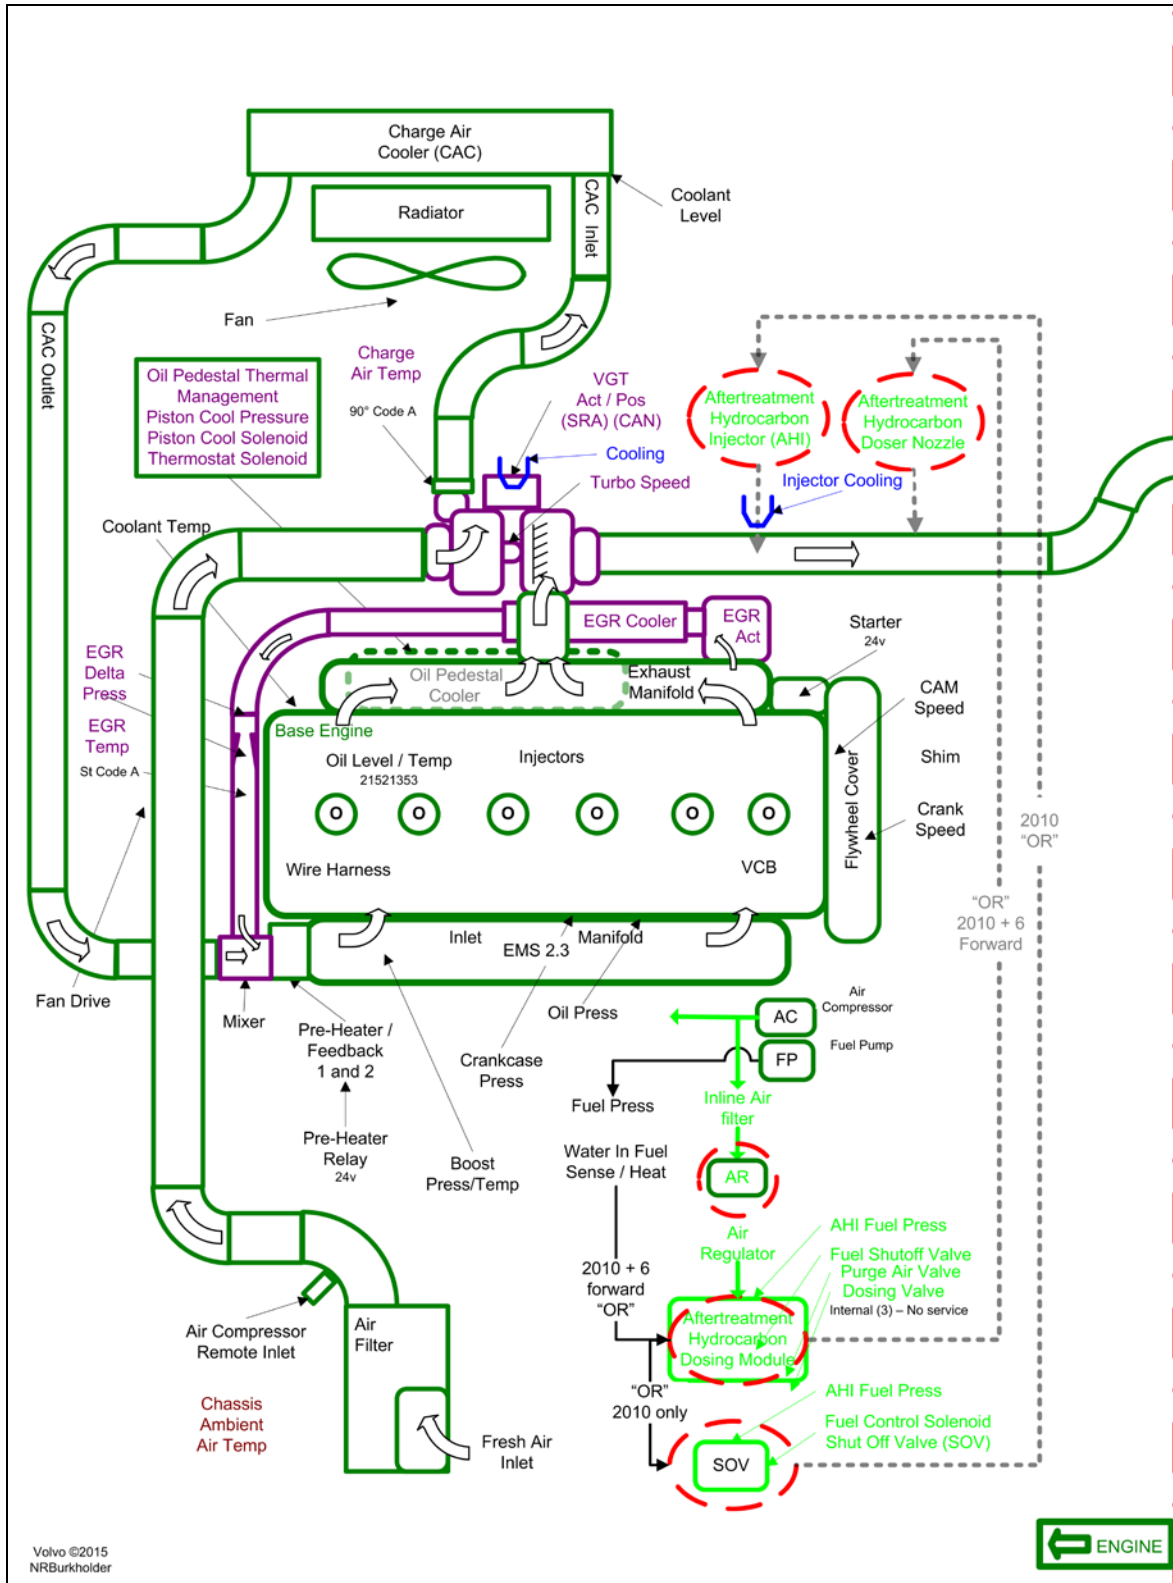 Charge Air
Cooler (CAC)
Radiator
CAC Inlet
Coolant
Level
Fan
CAC Outlet
Oil Pedestal Thermal
Management
Piston Cool Pressure
Piston Cool Solenoid
Thermostat Solenoid
Charge
Air Temp
90° Code A
VGT
Act / Pos
(SRA) (CAN)
Cooling
Turbo Speed
Aftertreatment
Hydrocarbon
Injector (AHI)
Aftertreatment
Hydrocarbon
Doser Nozzle
Injector Cooling
Coolant Temp
EGR Cooler
EGR
Act
Starter
24v
EGR
Delta
Press
EGR
Temp
St Code A
Oil Pedestal
Cooler
Exhaust
Manifold
CAM
Speed
Base Engine
Oil Level / Temp
21521353
Injectors
Shim
O
O
O
O
O
O
Flywheel Cover
Crank
Speed
2010
“OR”
Wire Harness
VCB
“OR”
2010 + 6
Forward
Inlet
Manifold
EMS 2.3
Fan Drive
Mixer
Oil Press
Pre-Heater /
Feedback
1 and 2
Crankcase
Press
AC
Air
Compressor
FP
Fuel Pump
Fuel Press
Inline Air
filter
Pre-Heater
Relay
24v
Boost
Press/Temp
Water In Fuel
Sense / Heat
AR
Air
Regulator
AHI Fuel Press
Fuel Shutoff Valve
Purge Air Valve
Dosing Valve
Internal (3) – No service
2010 + 6
forward
“OR”
Aftertreatment
Hydrocarbon
Dosing Module
Air Compressor
Remote Inlet
Air
Filter
“OR”
2010 only
AHI Fuel Press
Fuel Control Solenoid
Shut Off Valve (SOV)
Chassis
Ambient
Air Temp
Fresh Air
Inlet
SOV
Volvo ©2015
NRBurkholder
ENGINE